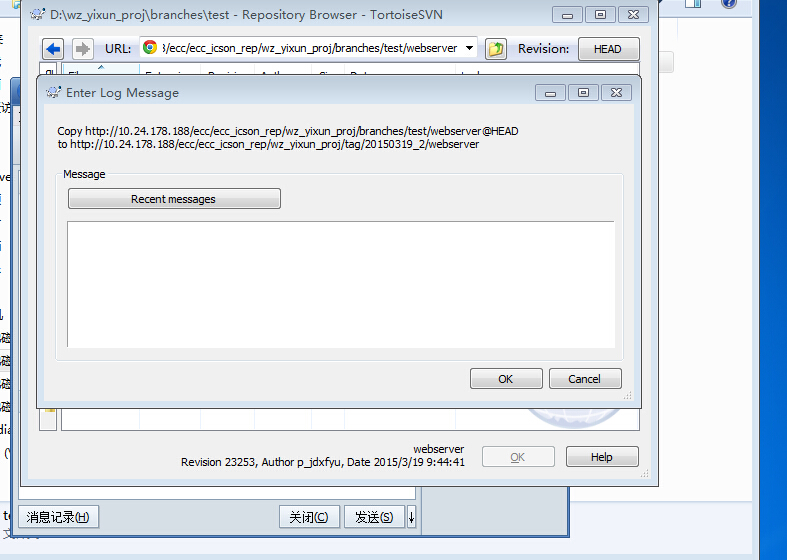 D:\wz_yixun_proj\branches\test - Repository Browser - TortoiseSVN
URL:
/ecc/ecc_icson_rep/wz_yixun_proj/branches/test/webserver
Revision:
HEAD
Enter Log Message
Copy http://10.24.178.188/ecc/ecc_icson_rep/wz_yixun_proj/branches/test/webserver@HEAD
to http://10.24.178.188/ecc/ecc_icson_rep/wz_yixun_proj/tag/20150319_2/webserver
Message
Recent messages
OK
Cancel
webserver
Revision 23253, Author p_jdxfyu, Date 2015/3/19 9:44:41
OK
Help
消息记录(H)
关闭(C)
发送(S)